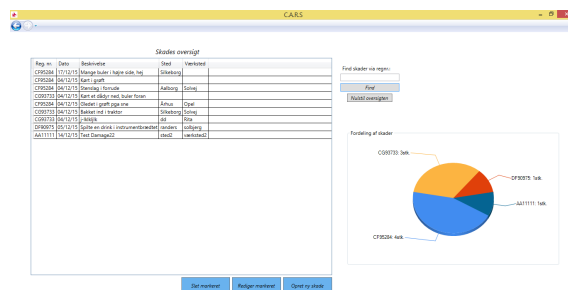 CARS
Skades oversigt
Reg. nr. Dato Beskrivelse Sted Værksted
CF95284 17/12/15 Mange buler i højre side, hej Silkeborg
CF95284 04/12/15 Kørt i grøft
CF95284 04/12/15 Stenslag i forrude Aalborg Solvej
CG93733 04/12/15 Kørt et dådyr ned, buler foran
CF95284 04/12/15 Gledet i grøft pga sne Århus Opel
CG93733 04/12/15 Bakket ind i traktor Silkeborg Solvej
CG93733 04/12/15 dd Rita
DF90975 05/12/15 Spilte en drink i instrumentbrædtet randers solbjerg
AA11111 14/12/15 Test Damage22 sted2 værksted2
Find skader via regnr.:
Find
Nulstil oversigten
Fordeling af skader
CG93733: 3stk.
DF90975: 1stk.
AA11111: 1stk.
CF95284: 4stk.
Slet markeret Rediger markeret Opret ny skade